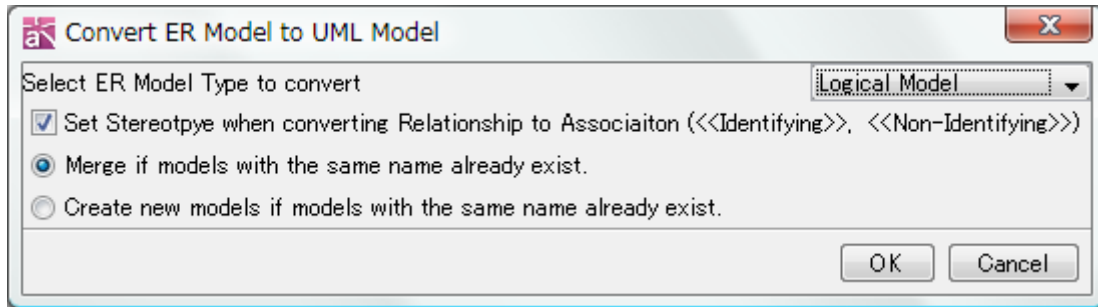 Convert ER Model to UML Model
Select ER Model Type to convert Logical Model
Set Stereotpye when converting Relationship to Associaiton (<<Identifying>>, <<Non-Identifying>>)
Merge if models with the same name already exist.
Create new models if models with the same name already exist.
OK Cancel